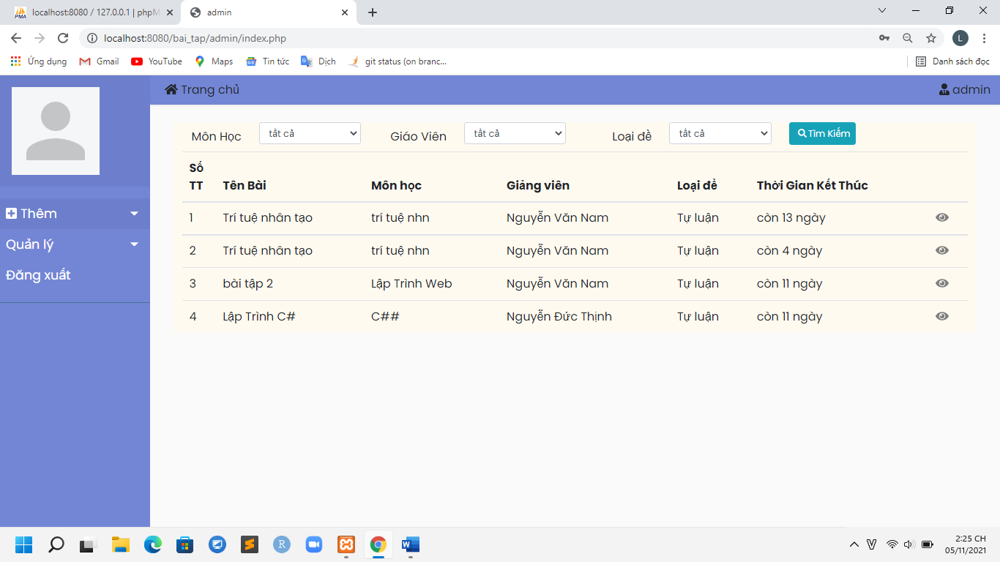 localhost:8080 / 127.0.0.1 | phpM
admin
localhost:8080/bai_tap/admin/index.php
L
Ứng dụng Gmail YouTube Maps Tin tức Dịch git status (on branc... Danh sách đọc
Trang chủ admin
Môn Học tất cả Giáo Viên tất cả Loại đề tất cả Tìm Kiếm
Số TT Tên Bài Môn học Giảng viên Loại đề Thời Gian Kết Thúc
1 Trí tuệ nhân tạo trí tuệ nhn Nguyễn Văn Nam Tự luận còn 13 ngày
2 Trí tuệ nhân tạo trí tuệ nhn Nguyễn Văn Nam Tự luận còn 4 ngày
3 bài tập 2 Lập Trình Web Nguyễn Văn Nam Tự luận còn 11 ngày
4 Lập Trình C# C## Nguyễn Đức Thịnh Tự luận còn 11 ngày
Thêm
Quản lý
Đăng xuất
2:25 CH
05/11/2021